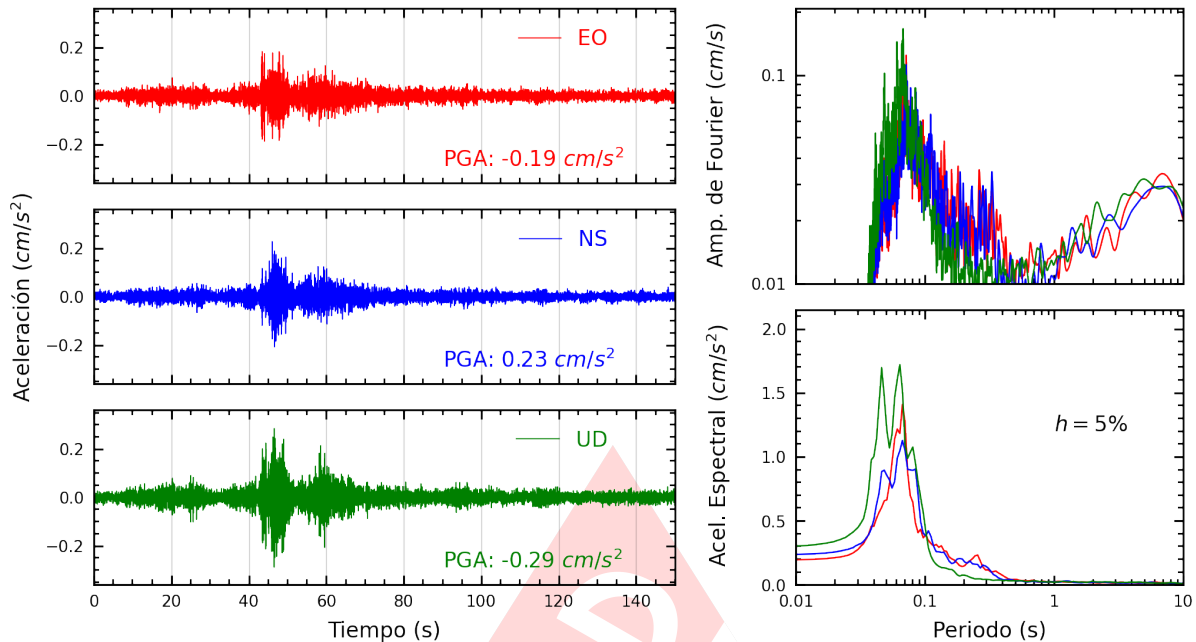 EO
PGA: -0.19 cm/s²
NS
PGA: 0.23 cm/s²
UD
PGA: -0.29 cm/s²
Aceleración (cm/s²)
0.2
0.0
−0.2
0.2
0.0
−0.2
0.2
0.0
−0.2
0 20 40 60 80 100 120 140
Tiempo (s)
Amp. de Fourier (cm/s)
0.1
0.01
Acel. Espectral (cm/s²)
2.0
1.5
1.0
0.5
0.0
h = 5%
0.01 0.1 1 10
Periodo (s)